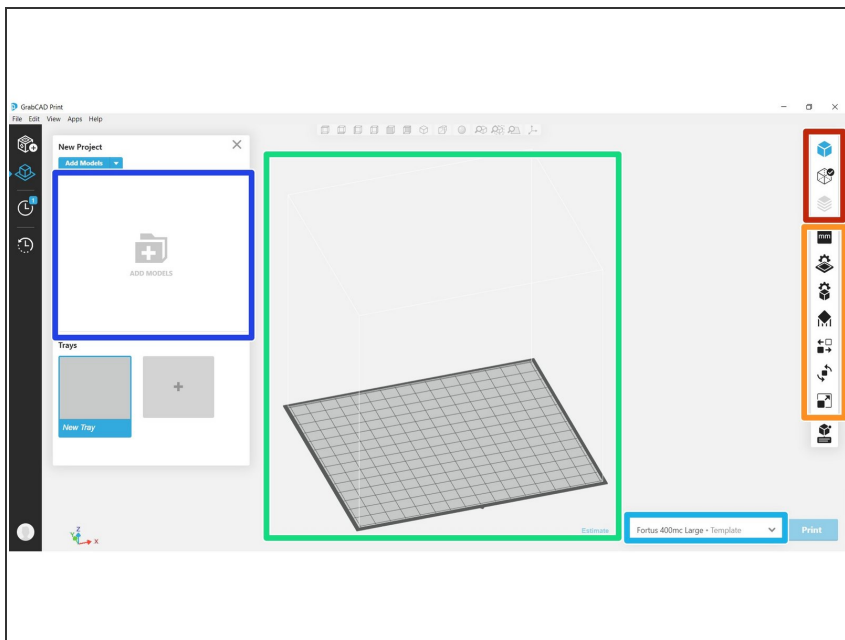 GrabCAD Print
File Edit View Apps Help
New Project
Add Models
1
mm
ADD MODELS
Trays
New Tray
Z
Y
X
Estimate
Fortus 400mc Large • Template
Print